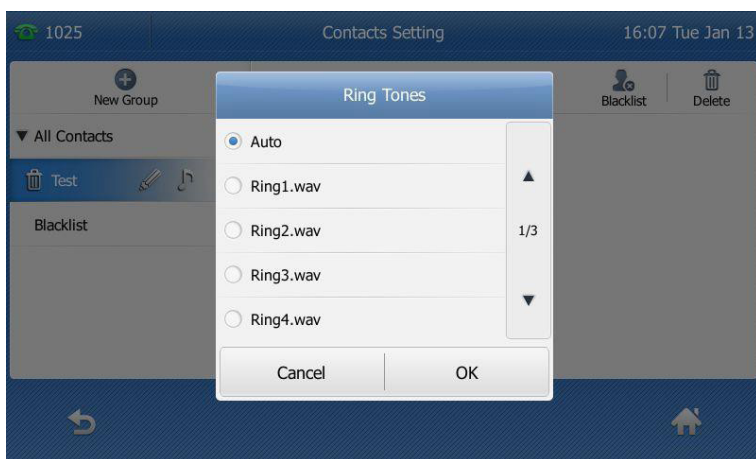 1025 Contacts Setting 16:07 Tue Jan 13
New Group
Blacklist Delete
All Contacts
Test
Blacklist
Ring Tones
Auto
Ring1.wav
Ring2.wav
Ring3.wav
Ring4.wav
1/3
Cancel OK